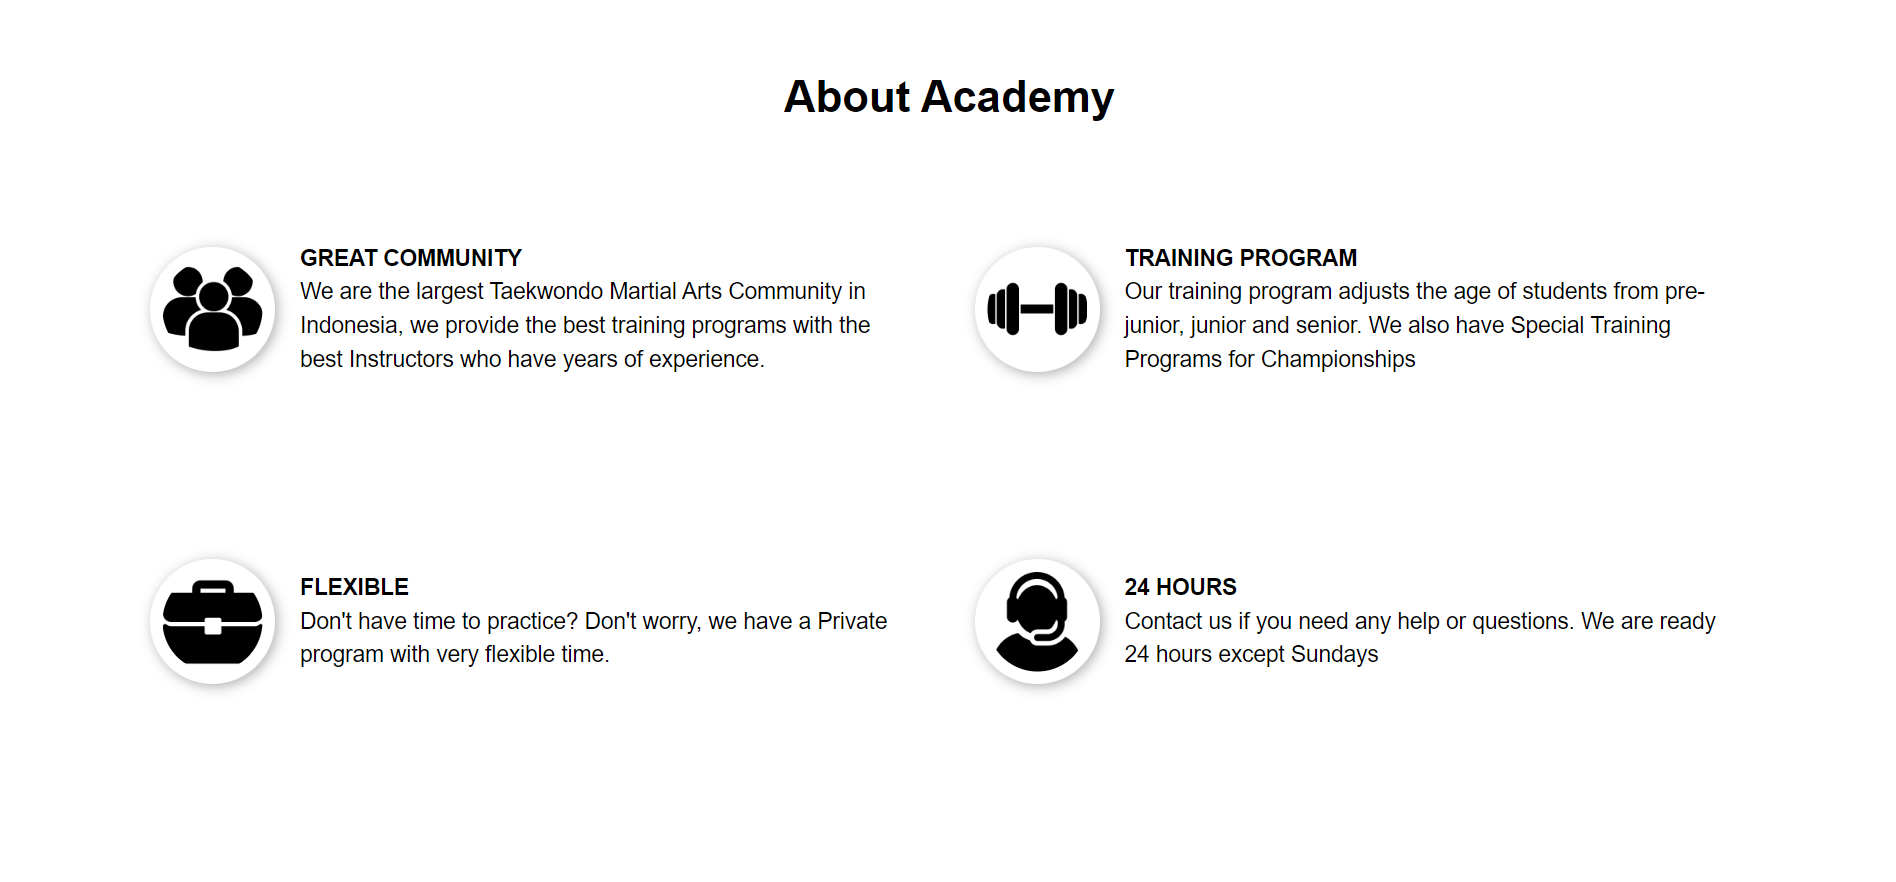 About Academy
GREAT COMMUNITY
We are the largest Taekwondo Martial Arts Community in
Indonesia, we provide the best training programs with the
best Instructors who have years of experience.
TRAINING PROGRAM
Our training program adjusts the age of students from pre-
junior, junior and senior. We also have Special Training
Programs for Championships
FLEXIBLE
Don't have time to practice? Don't worry, we have a Private
program with very flexible time.
24 HOURS
Contact us if you need any help or questions. We are ready
24 hours except Sundays